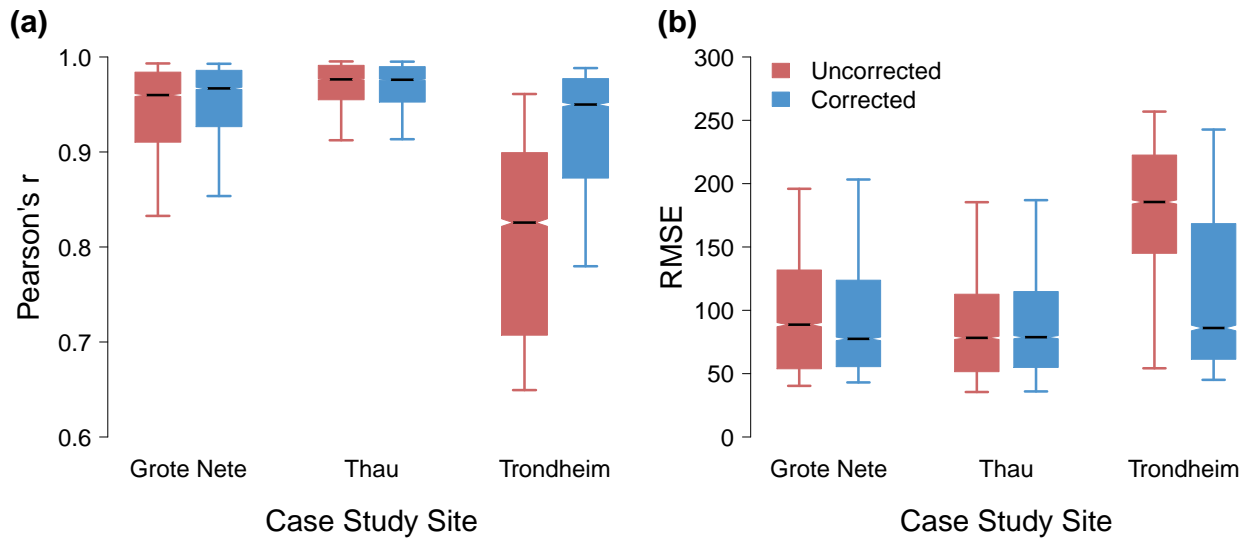 (a)
1.0
0.9
0.8
0.7
0.6
Pearson's r
Grote Nete
Thau
Trondheim
Case Study Site
(b)
300
250
200
150
100
50
0
RMSE
Uncorrected
Corrected
Grote Nete
Thau
Trondheim
Case Study Site